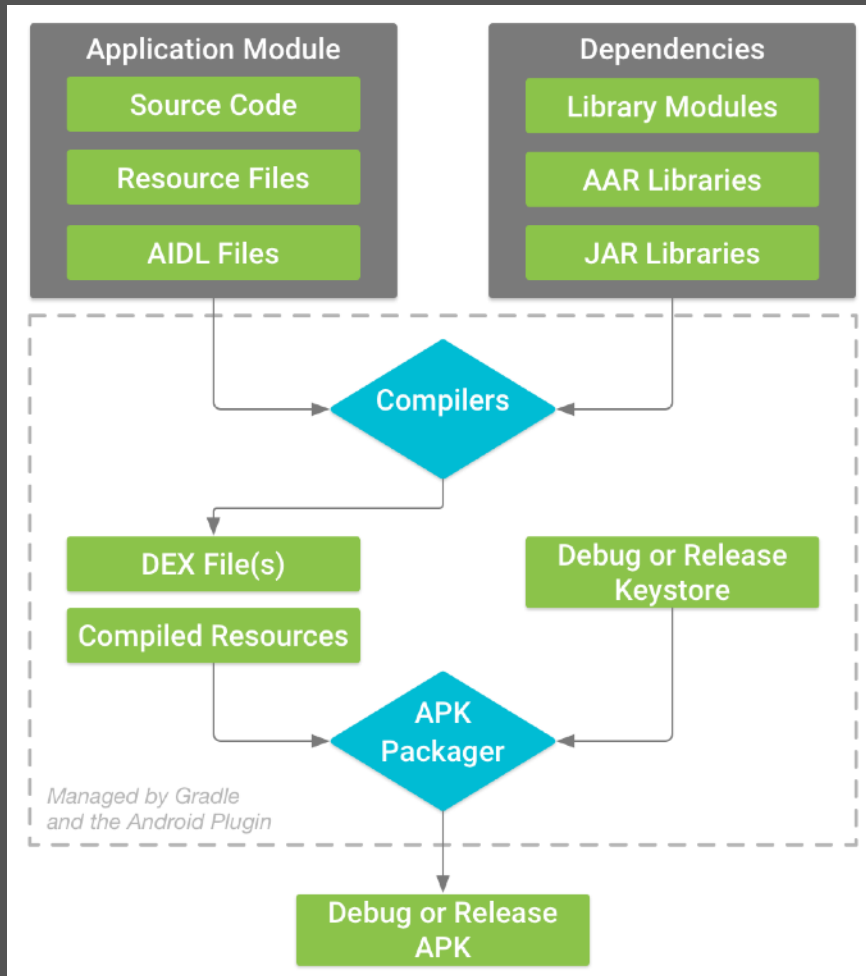 Application Module
Source Code
Resource Files
AIDL Files
Dependencies
Library Modules
AAR Libraries
JAR Libraries
Compilers
DEX File(s)
Compiled Resources
Debug or Release
Keystore
APK
Packager
Managed by Gradle
and the Android Plugin
Debug or Release
APK